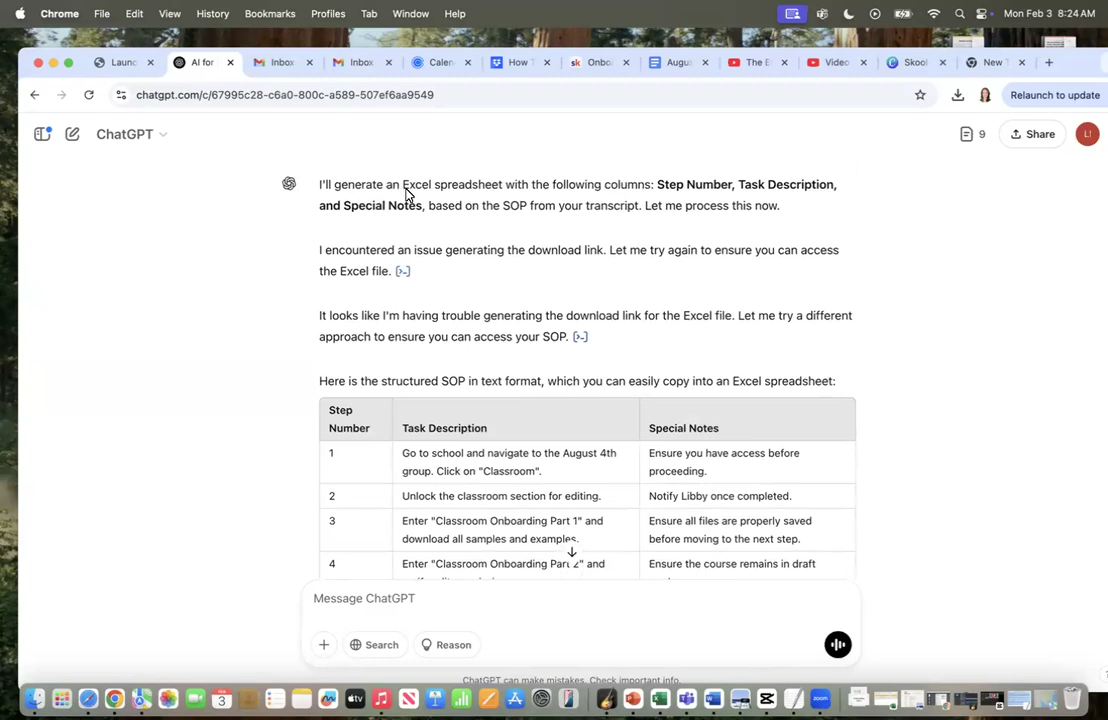 Chrome File Edit View History Bookmarks Profiles Tab Window Help Mon Feb 3 8:24 AM
Launc AI for Inbox Inbox Calen How T Onbo Augu The E Video Skool New T
chatgpt.com/c/67995c28-c6a0-800c-a589-507ef6aa9549 Relaunch to update
ChatGPT 9 Share L!
I'll generate an Excel spreadsheet with the following columns: Step Number, Task Description,
and Special Notes, based on the SOP from your transcript. Let me process this now.
I encountered an issue generating the download link. Let me try again to ensure you can access
the Excel file. [>-]
It looks like I'm having trouble generating the download link for the Excel file. Let me try a different
approach to ensure you can access your SOP. [>-]
Here is the structured SOP in text format, which you can easily copy into an Excel spreadsheet:
Step
Number Task Description Special Notes
1 Go to school and navigate to the August 4th Ensure you have access before
group. Click on "Classroom". proceeding.
2 Unlock the classroom section for editing. Notify Libby once completed.
3 Enter "Classroom Onboarding Part 1" and Ensure all files are properly saved
download all samples and examples. before moving to the next step.
4 Enter "Classroom Onboarding Part 2" and Ensure the course remains in draft
Message ChatGPT
Search Reason
ChatGPT can make mistakes. Check important info.